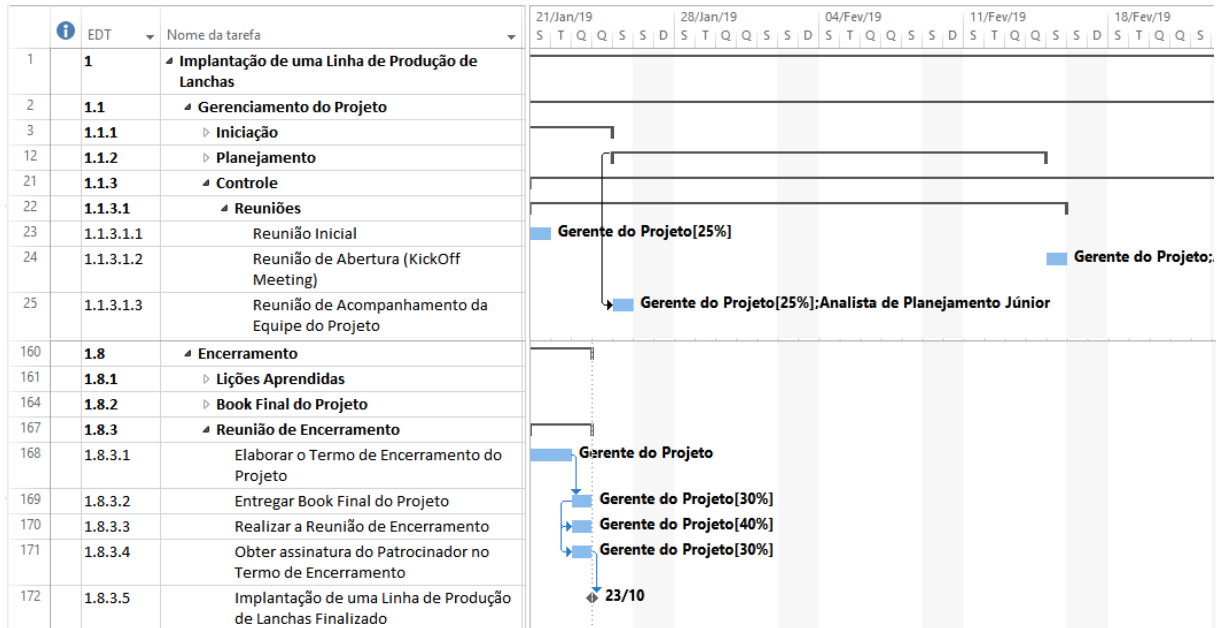 21/Jan/19 28/Jan/19 04/Fev/19 11/Fev/19 18/Fev/19
EDT Nome da tarefa S T Q Q S S D S T Q Q S S D S T Q Q S S D S T Q Q S S D S T Q Q S
1 1 Implantação de uma Linha de Produção de
Lanchas
2 1.1 Gerenciamento do Projeto
3 1.1.1 Iniciação
12 1.1.2 Planejamento
21 1.1.3 Controle
22 1.1.3.1 Reuniões
23 1.1.3.1.1 Reunião Inicial Gerente do Projeto[25%]
24 1.1.3.1.2 Reunião de Abertura (KickOff Gerente do Projeto;
Meeting)
25 1.1.3.1.3 Reunião de Acompanhamento da Gerente do Projeto[25%];Analista de Planejamento Júnior
Equipe do Projeto
160 1.8 Encerramento
161 1.8.1 Lições Aprendidas
164 1.8.2 Book Final do Projeto
167 1.8.3 Reunião de Encerramento
168 1.8.3.1 Elaborar o Termo de Encerramento do Gerente do Projeto
Projeto
169 1.8.3.2 Entregar Book Final do Projeto Gerente do Projeto[30%]
170 1.8.3.3 Realizar a Reunião de Encerramento Gerente do Projeto[40%]
171 1.8.3.4 Obter assinatura do Patrocinador no Gerente do Projeto[30%]
Termo de Encerramento
172 1.8.3.5 Implantação de uma Linha de Produção 23/10
de Lanchas Finalizado